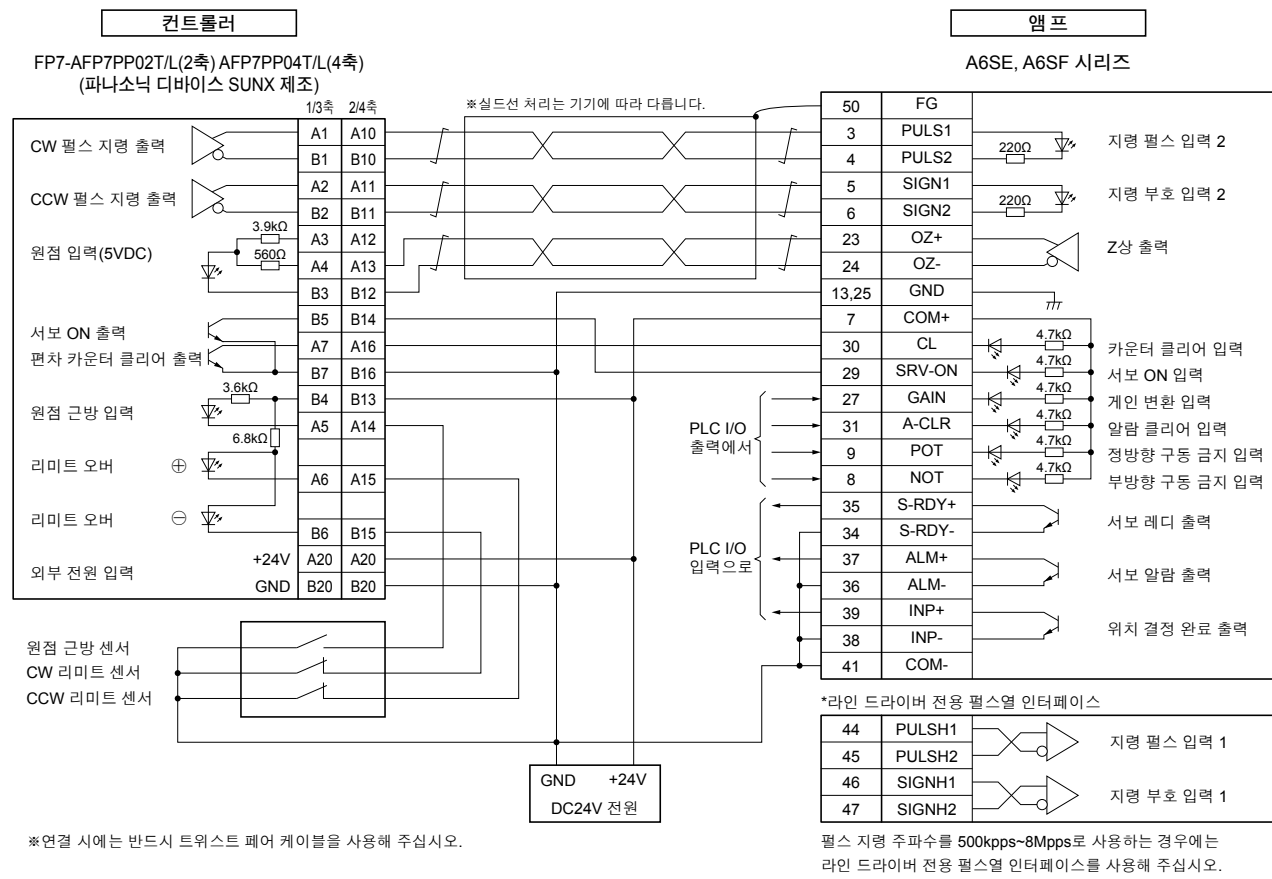 컨트롤러
앰프
FP7-AFP7PP02T/L(2축) AFP7PP04T/L(4축)
(파나소닉 디바이스 SUNX 제조)
A6SE, A6SF 시리즈
1/3축 2/4축
CW 펄스 지령 출력
A1 A10
B1 B10
CCW 펄스 지령 출력
A2 A11
B2 B11
원점 입력(5VDC)
3.9kΩ
A3 A12
560Ω
A4 A13
B3 B12
서보 ON 출력
B5 B14
편차 카운터 클리어 출력
A7 A16
B7 B16
3.6kΩ
B4 B13
원점 근방 입력
A5 A14
6.8kΩ
리미트 오버 ⊕
A6 A15
리미트 오버 ⊖
B6 B15
외부 전원 입력
+24V A20 A20
GND B20 B20
원점 근방 센서
CW 리미트 센서
CCW 리미트 센서
※실드선 처리는 기기에 따라 다릅니다.
GND +24V
DC24V 전원
PLC I/O
출력에서
PLC I/O
입력으로
50 FG
3 PULS1
4 PULS2
220Ω
지령 펄스 입력 2
5 SIGN1
6 SIGN2
220Ω
지령 부호 입력 2
23 OZ+
24 OZ-
Z상 출력
13,25 GND
7 COM+
30 CL 4.7kΩ 카운터 클리어 입력
29 SRV-ON 4.7kΩ 서보 ON 입력
27 GAIN 4.7kΩ 게인 변환 입력
31 A-CLR 4.7kΩ 알람 클리어 입력
9 POT 4.7kΩ 정방향 구동 금지 입력
8 NOT 4.7kΩ 부방향 구동 금지 입력
35 S-RDY+
34 S-RDY-
서보 레디 출력
37 ALM+
36 ALM-
서보 알람 출력
39 INP+
38 INP-
위치 결정 완료 출력
41 COM-
*라인 드라이버 전용 펄스열 인터페이스
44 PULSH1
45 PULSH2
지령 펄스 입력 1
46 SIGNH1
47 SIGNH2
지령 부호 입력 1
※연결 시에는 반드시 트위스트 페어 케이블을 사용해 주십시오.
펄스 지령 주파수를 500kpps~8Mpps로 사용하는 경우에는
라인 드라이버 전용 펄스열 인터페이스를 사용해 주십시오.